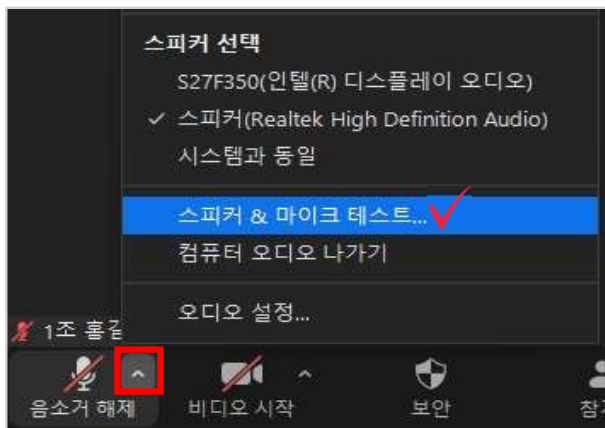 스피커 선택
S27F350(인텔(R) 디스플레이 오디오)
스피커(Realtek High Definition Audio)
시스템과 동일
스피커 & 마이크 테스트...
컴퓨터 오디오 나가기
오디오 설정...
1조 홍길
음소거 해제 비디오 시작 보안